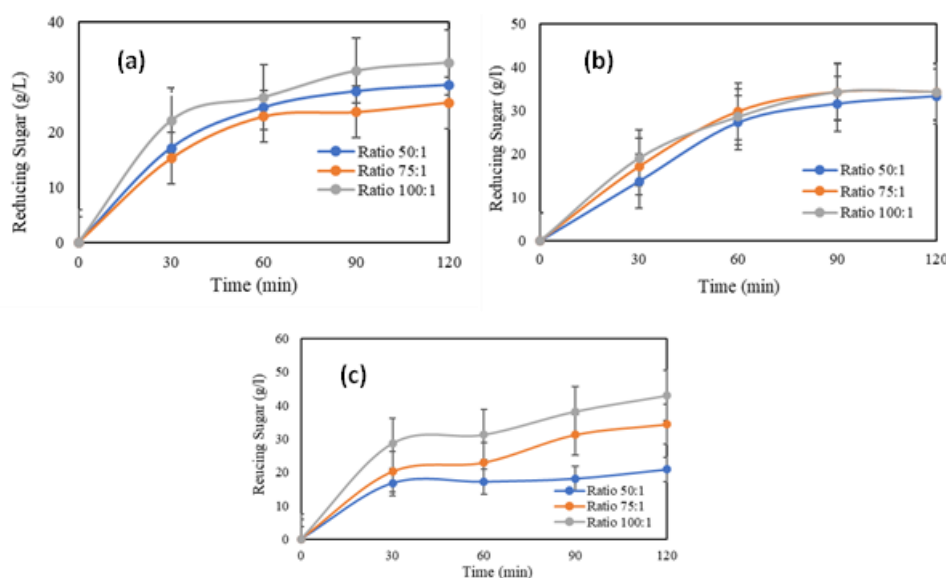 (a)
Reducing Sugar (g/L)
40
30
20
10
0
Ratio 50:1
Ratio 75:1
Ratio 100:1
0 30 60 90 120
Time (min)
(b)
Reducing Sugar (g/l)
50
40
30
20
10
0
Ratio 50:1
Ratio 75:1
Ratio 100:1
0 30 60 90 120
Time (min)
(c)
Reucing Sugar (g/l)
60
50
40
30
20
10
0
Ratio 50:1
Ratio 75:1
Ratio 100:1
0 30 60 90 120
Time (min)